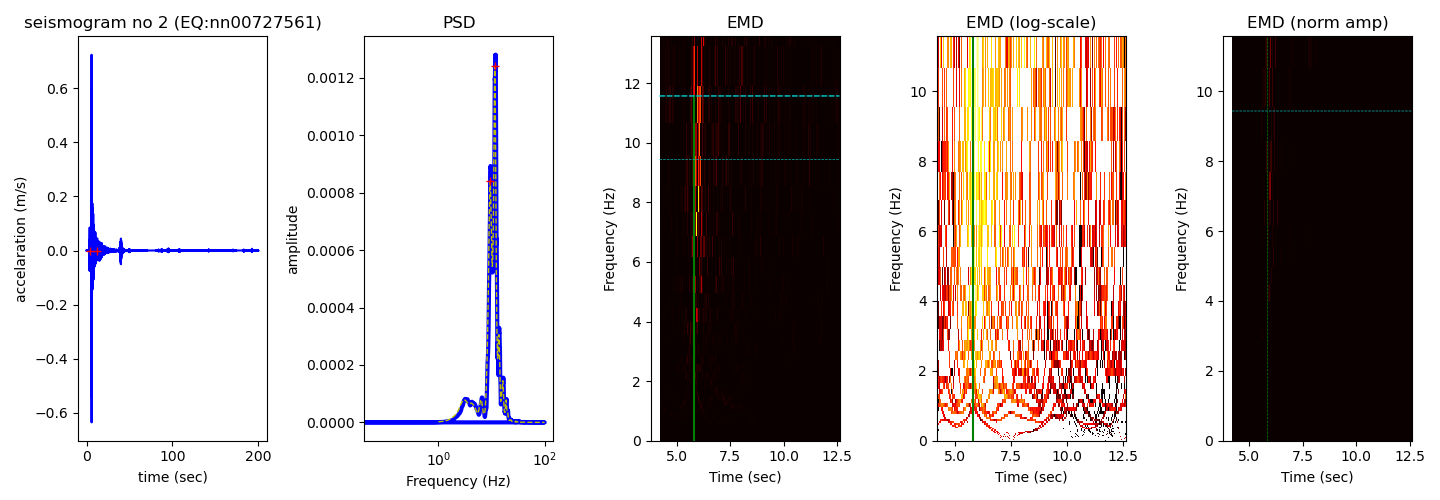 seismogram no 2 (EQ:nn00727561)
accelaration (m/s)
0.6
0.4
0.2
0.0
−0.2
−0.4
−0.6
0 100 200
time (sec)
PSD
amplitude
0.0012
0.0010
0.0008
0.0006
0.0004
0.0002
0.0000
10^0 10^2
Frequency (Hz)
EMD
Frequency (Hz)
12
10
8
6
4
2
0
5.0 7.5 10.0 12.5
Time (sec)
EMD (log-scale)
Frequency (Hz)
10
8
6
4
2
0
5.0 7.5 10.0 12.5
Time (sec)
EMD (norm amp)
Frequency (Hz)
10
8
6
4
2
0
5.0 7.5 10.0 12.5
Time (sec)